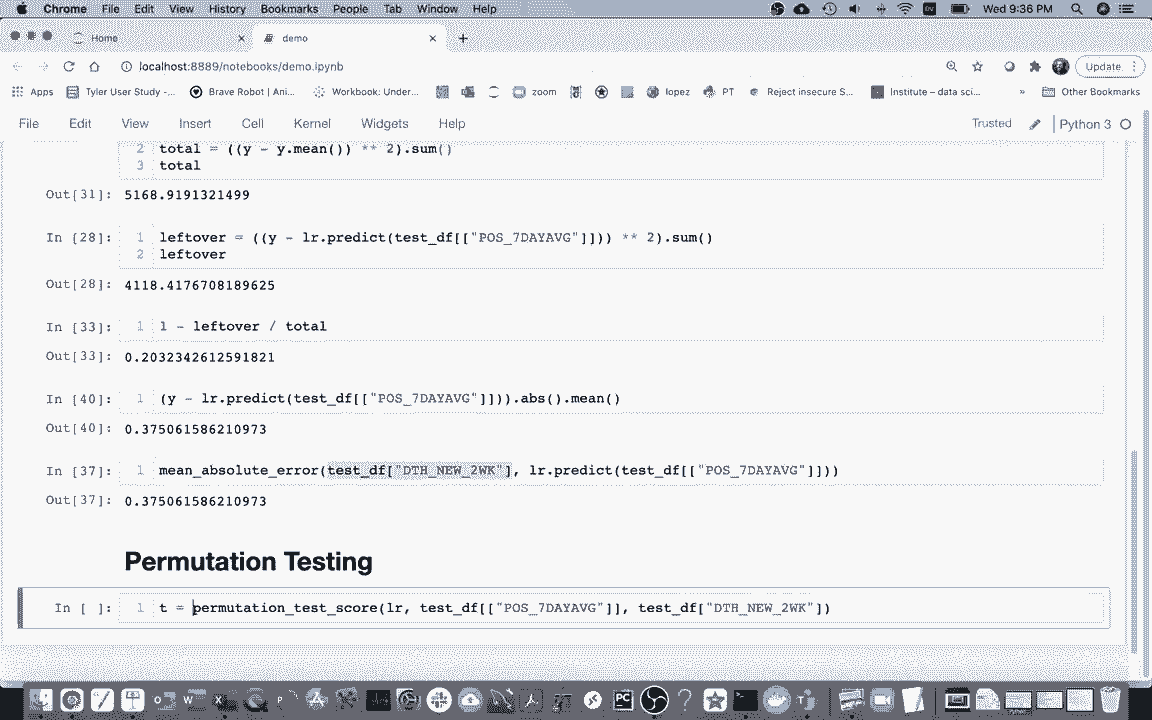 Chrome File Edit View History Bookmarks People Tab Window Help Wed 9:36 PM
Home demo
localhost:8889/notebooks/demo.ipynb Update
Apps Tyler User Study -... Brave Robot | Ani... Workbook: Under... zoom lopez PT Reject insecure S... Institute – data sci... » Other Bookmarks
File Edit View Insert Cell Kernel Widgets Help Trusted Python 3
2 total = ((y - y.mean()) ** 2).sum()
3 total
Out[31]: 5168.9191321499
In [28]: 1 leftover = ((y - lr.predict(test_df[["POS_7DAYAVG"]])) ** 2).sum()
2 leftover
Out[28]: 4118.4176708189625
In [33]: 1 1 - leftover / total
Out[33]: 0.2032342612591821
In [40]: 1 (y - lr.predict(test_df[["POS_7DAYAVG"]])).abs().mean()
Out[40]: 0.375061586210973
In [37]: 1 mean_absolute_error(test_df["DTH_NEW_2WK"], lr.predict(test_df[["POS_7DAYAVG"]]))
Out[37]: 0.375061586210973
Permutation Testing
In [ ]: 1 t = permutation_test_score(lr, test_df[["POS_7DAYAVG"]], test_df["DTH_NEW_2WK"])